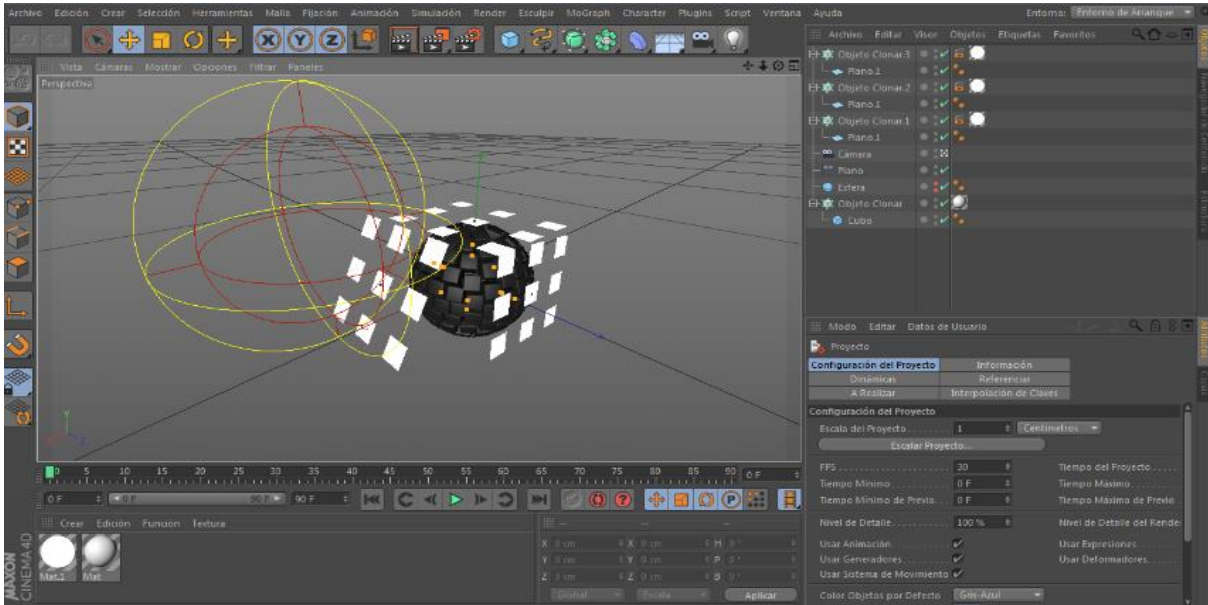 Archivo Edición Crear Selección Herramientas Malla Fijación Animación Simulación Render Esculpir MoGraph Character Plugins Script Ventana Ayuda Entorno: Entorno de Arranque
Vista Cámaras Mostrar Opciones Filtrar Paneles
Perspectiva
Archivo Editar Visor Objetos Etiquetas Favoritos
Objeto Clonar.3
Plano.1
Objeto Clonar.2
Plano.1
Objeto Clonar.1
Plano.1
Cámara
Plano
Esfera
Objeto Clonar
Cubo
Objetos
Atributos
Y
Z
Modo Editar Datos de Usuario
Proyecto
Configuración del Proyecto Información
Dinámicas Referenciar
A Realizar Interpolación de Claves
Configuración del Proyecto
Escala del Proyecto 1 Centímetros
Escalar Proyecto...
FPS 30 Tiempo del Proyecto
Tiempo Mínimo 0 F Tiempo Máximo
Tiempo Mínimo de Previo 0 F Tiempo Máximo de Previo
Nivel de Detalle 100 % Nivel de Detalle del Render
Usar Animación Usar Expresiones
Usar Generadores Usar Deformadores
Usar Sistema de Movimiento
Color Objetos por Defecto Gris-Azul
0 5 10 15 20 25 30 35 40 45 50 55 60 65 70 75 80 85 90 0 F
0 F 0 F 90 F 90 F
Crear Edición Función Textura
Mat.1 Mat
X 0 cm X 0 cm H 0°
Y 0 cm Y 0 cm P 0°
Z 0 cm Z 0 cm B 0°
Global Escala Aplicar
MAXON
CINEMA 4D